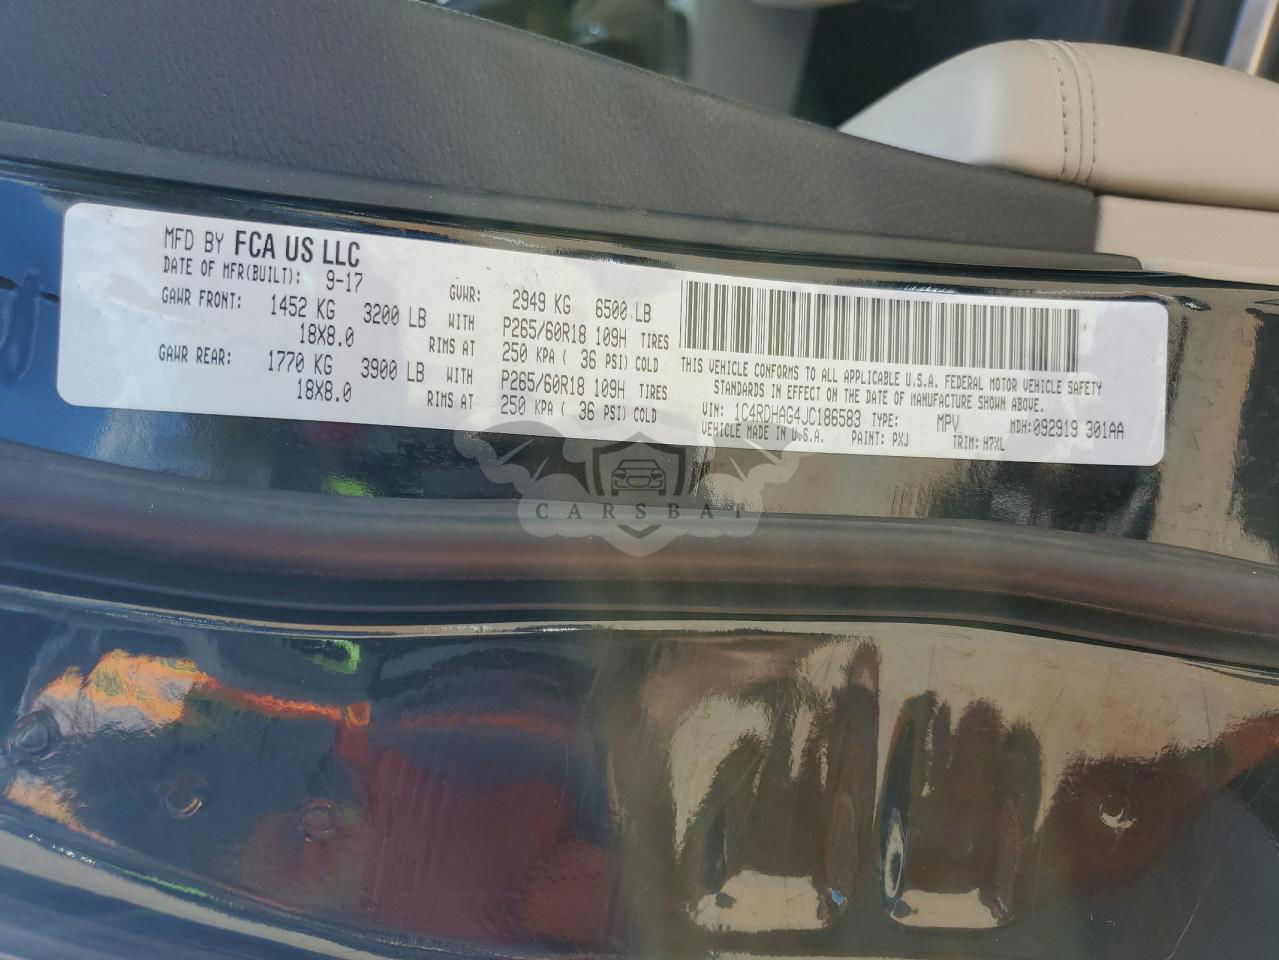 MFD BY FCA US LLC
DATE OF MFR(BUILT): 9-17
GVWR: 2949 KG 6500 LB
GAWR FRONT: 1452 KG 3200 LB WITH P265/60R18 109H TIRES
18X8.0 RIMS AT 250 KPA ( 36 PSI) COLD
GAWR REAR: 1770 KG 3900 LB WITH P265/60R18 109H TIRES
18X8.0 RIMS AT 250 KPA ( 36 PSI) COLD
THIS VEHICLE CONFORMS TO ALL APPLICABLE U.S.A. FEDERAL MOTOR VEHICLE SAFETY
STANDARDS IN EFFECT ON THE DATE OF MANUFACTURE SHOWN ABOVE.
VIN: 1C4RDHAG4JC186583 TYPE: MPV MDH:092919 301AA
VEHICLE MADE IN U.S.A. PAINT: PXJ TRIM: H7XL
CARSBAT